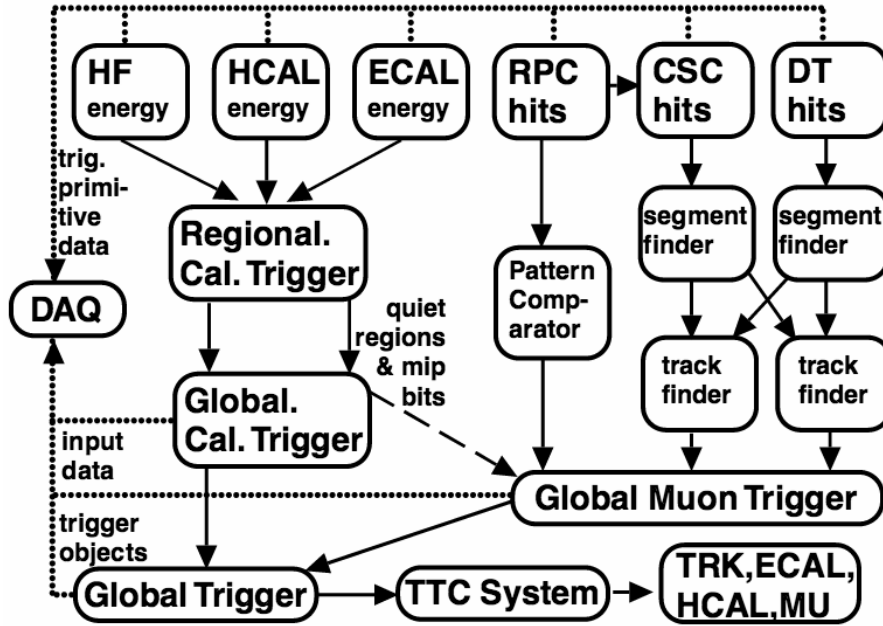 HF
energy
HCAL
energy
ECAL
energy
RPC
hits
CSC
hits
DT
hits
trig.
primi-
tive
data
Regional.
Cal. Trigger
segment
finder
segment
finder
Pattern
Comp-
arator
DAQ
quiet
regions
& mip
bits
track
finder
track
finder
Global.
Cal. Trigger
input
data
Global Muon Trigger
trigger
objects
Global Trigger
TTC System
TRK,ECAL,
HCAL,MU